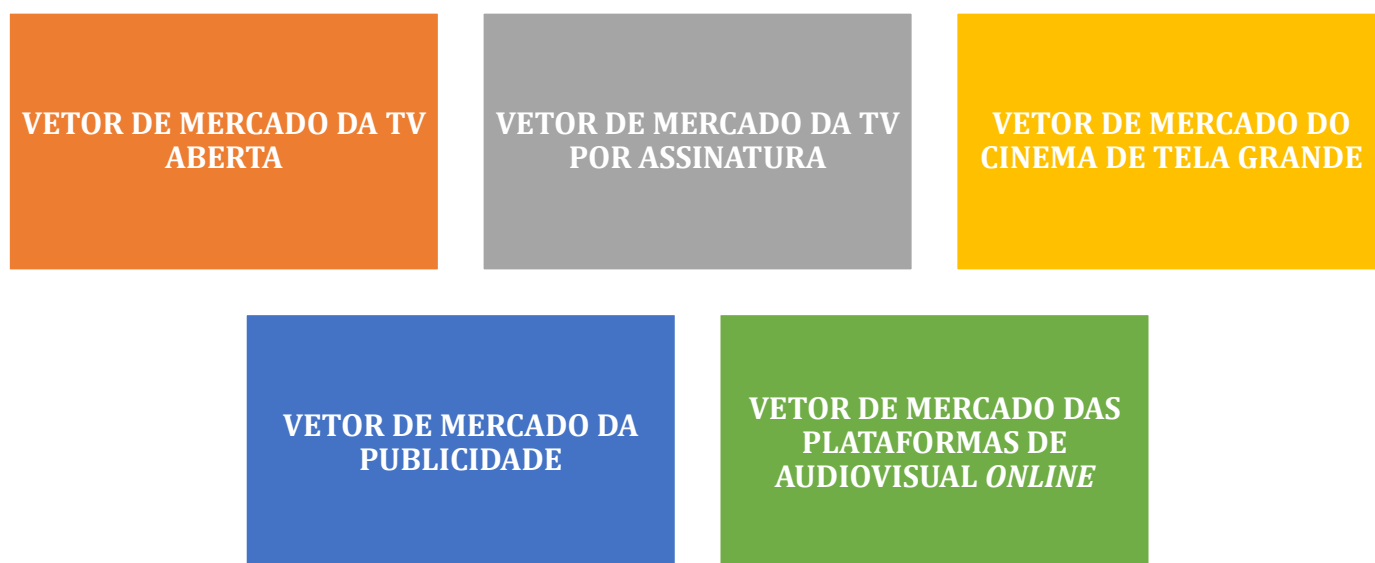 VETOR DE MERCADO DA TV
ABERTA
VETOR DE MERCADO DA TV
POR ASSINATURA
VETOR DE MERCADO DO
CINEMA DE TELA GRANDE
VETOR DE MERCADO DA
PUBLICIDADE
VETOR DE MERCADO DAS
PLATAFORMAS DE
AUDIOVISUAL ONLINE